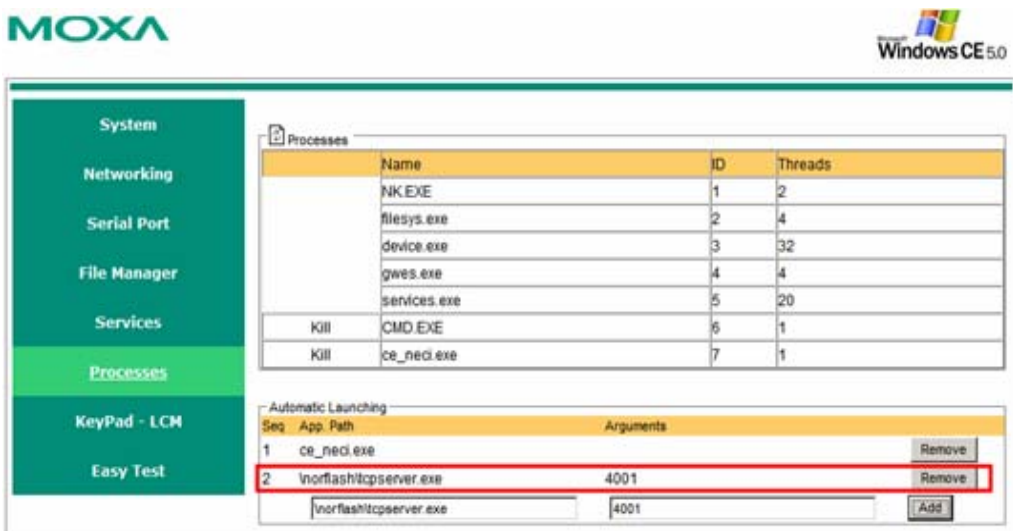 MOXA
Microsoft
Windows CE 5.0
System
Networking
Serial Port
File Manager
Services
Processes
KeyPad - LCM
Easy Test
Processes
Name ID Threads
NK.EXE 1 2
filesys.exe 2 4
device.exe 3 32
gwes.exe 4 4
services.exe 5 20
Kill CMD.EXE 6 1
Kill ce_neci.exe 7 1
Automatic Launching
Seq App. Path Arguments
1 ce_neci.exe Remove
2 \norflash\tcpserver.exe 4001 Remove
\norflash\tcpserver.exe 4001 Add